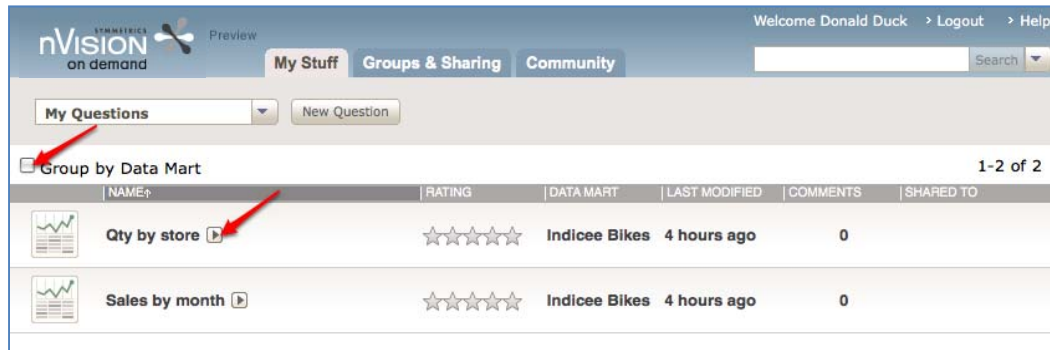 Welcome Donald Duck > Logout > Help
SYMMETRICS
nVISION
on demand
Preview
My Stuff Groups & Sharing Community Search
My Questions New Question
Group by Data Mart 1-2 of 2
NAME↑ RATING DATA MART LAST MODIFIED COMMENTS SHARED TO
Qty by store Indicee Bikes 4 hours ago 0
Sales by month Indicee Bikes 4 hours ago 0